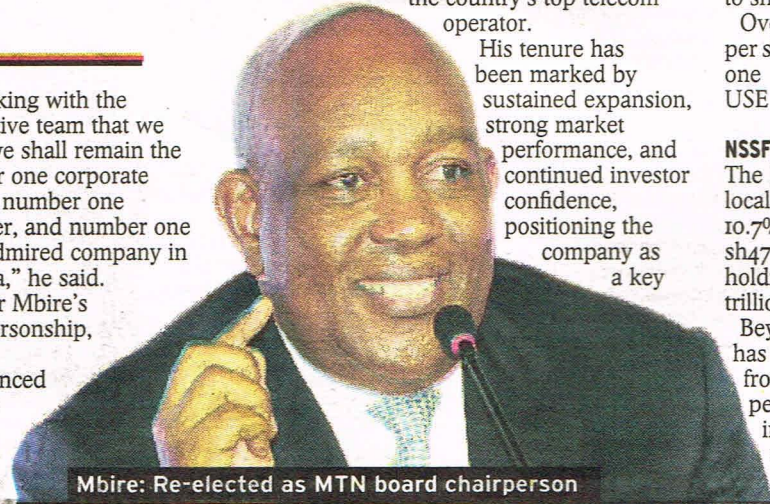 king with the
ive team that we
e shall remain the
r one corporate
number one
er, and number one
dmired company in
a," he said.
r Mbire's
rsonship,
nced
operator.
His tenure has
been marked by
sustained expansion,
strong market
performance, and
continued investor
confidence,
positioning the
company as
a key
Ov
per s
one
USE
NSSF
The
local
10.7%
sh47
hold
trillio
Bey
has
fro
pe
Mbire: Re-elected as MTN board chairperson